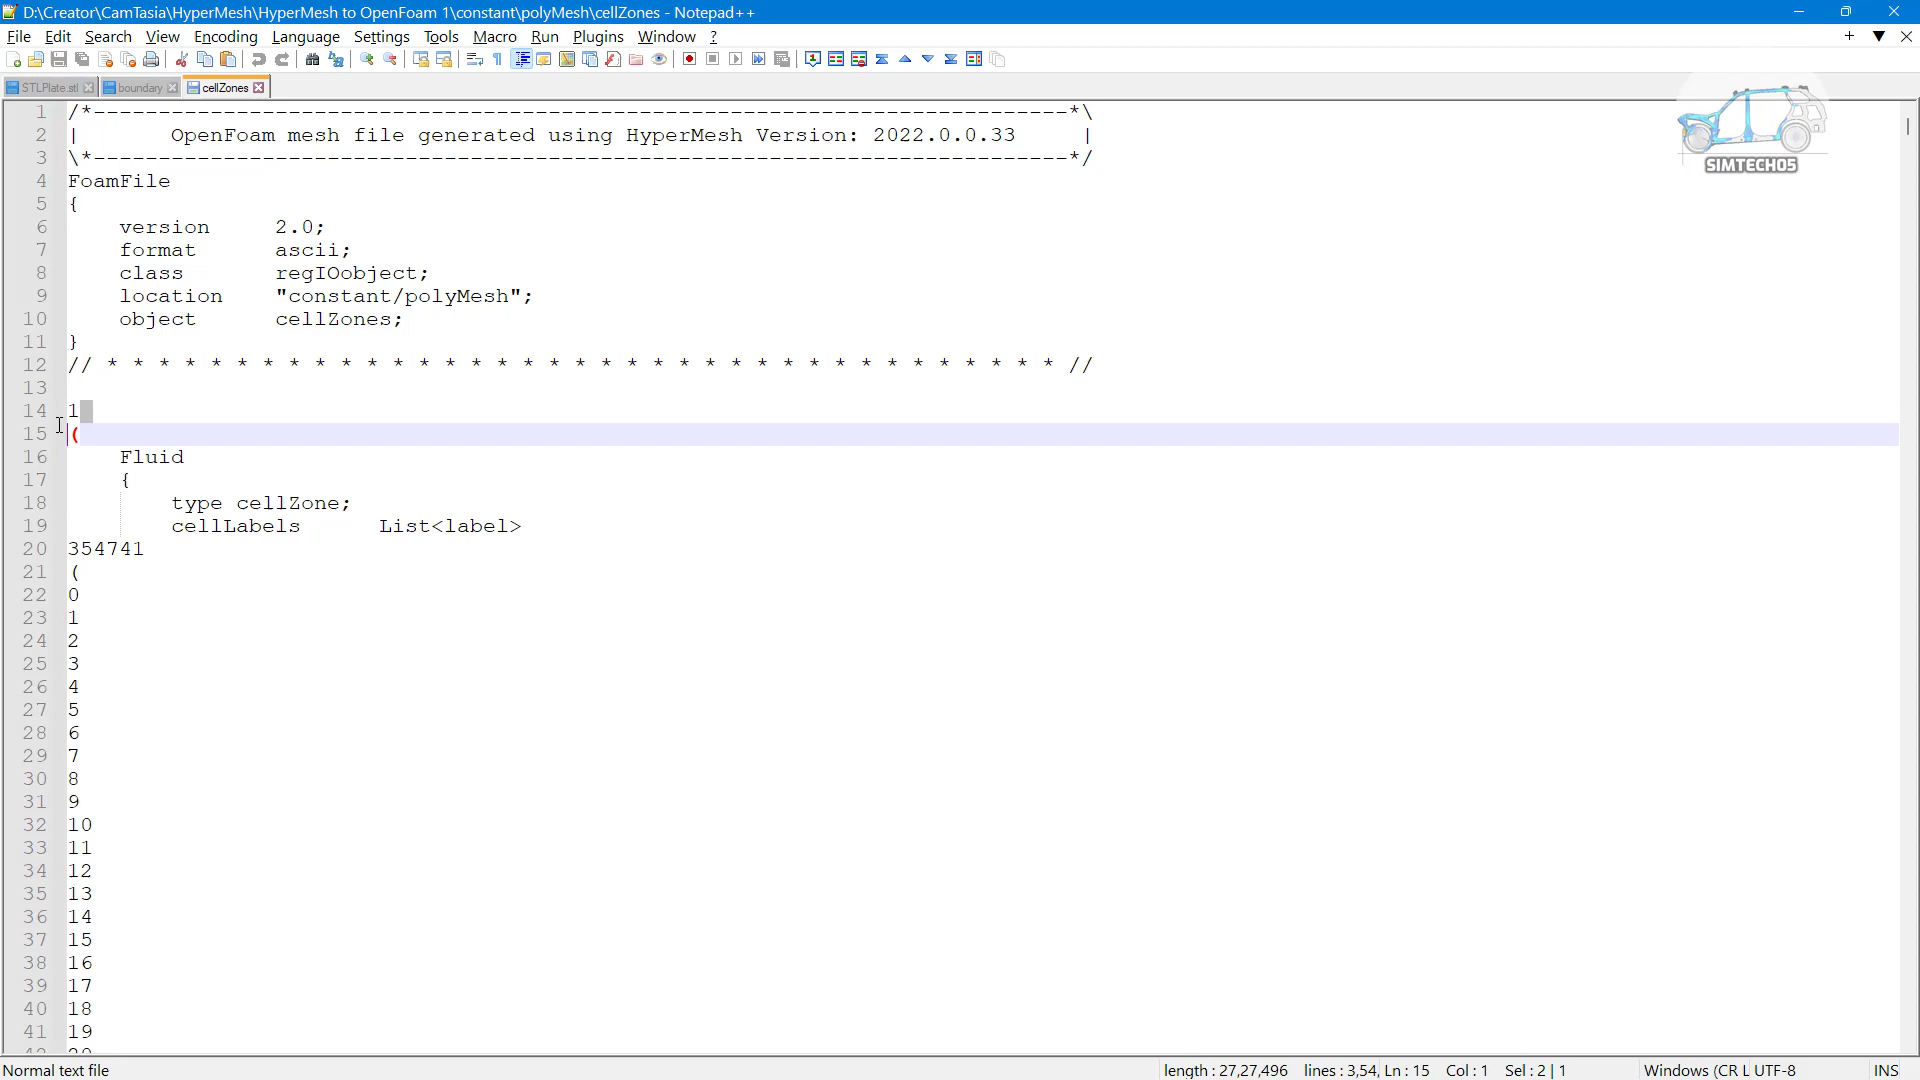 D:\Creator\CamTasia\HyperMesh\HyperMesh to OpenFoam 1\constant\polyMesh\cellZones - Notepad++
File Edit Search View Encoding Language Settings Tools Macro Run Plugins Window ?
STLPlate.stl boundary cellZones
SIMTECH05
1 /*---------------------------------------------------------------------------*\
2 | OpenFoam mesh file generated using HyperMesh Version: 2022.0.0.33 |
3 \*---------------------------------------------------------------------------*/
4 FoamFile
5 {
6 version 2.0;
7 format ascii;
8 class regIOobject;
9 location "constant/polyMesh";
10 object cellZones;
11 }
12 // * * * * * * * * * * * * * * * * * * * * * * * * * * * * * * * * * * * * * //
13
14 1
15 (
16 Fluid
17 {
18 type cellZone;
19 cellLabels List<label>
20 354741
21 (
22 0
23 1
24 2
25 3
26 4
27 5
28 6
29 7
30 8
31 9
32 10
33 11
34 12
35 13
36 14
37 15
38 16
39 17
40 18
41 19
Normal text file length : 27,27,496 lines : 3,54, Ln : 15 Col : 1 Sel : 2 | 1 Windows (CR L UTF-8 INS